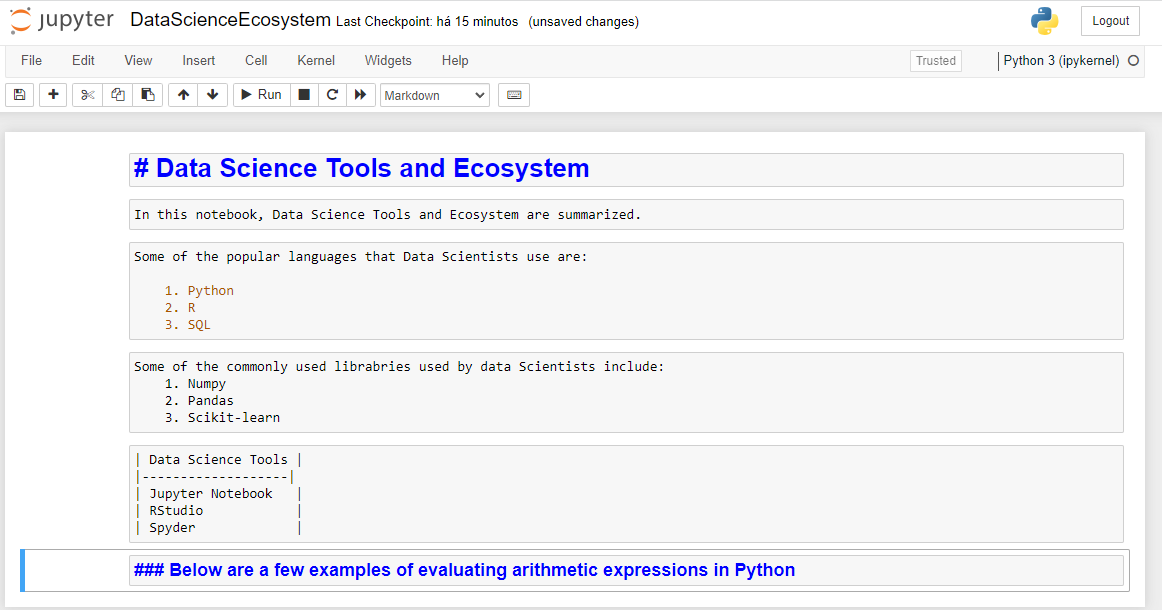 jupyter DataScienceEcosystem Last Checkpoint: há 15 minutos (unsaved changes) Logout
File Edit View Insert Cell Kernel Widgets Help Trusted Python 3 (ipykernel)
Run Markdown
# Data Science Tools and Ecosystem
In this notebook, Data Science Tools and Ecosystem are summarized.
Some of the popular languages that Data Scientists use are:
1. Python
2. R
3. SQL
Some of the commonly used librabries used by data Scientists include:
1. Numpy
2. Pandas
3. Scikit-learn
| Data Science Tools |
|-------------------|
| Jupyter Notebook   |
| RStudio            |
| Spyder             |
### Below are a few examples of evaluating arithmetic expressions in Python